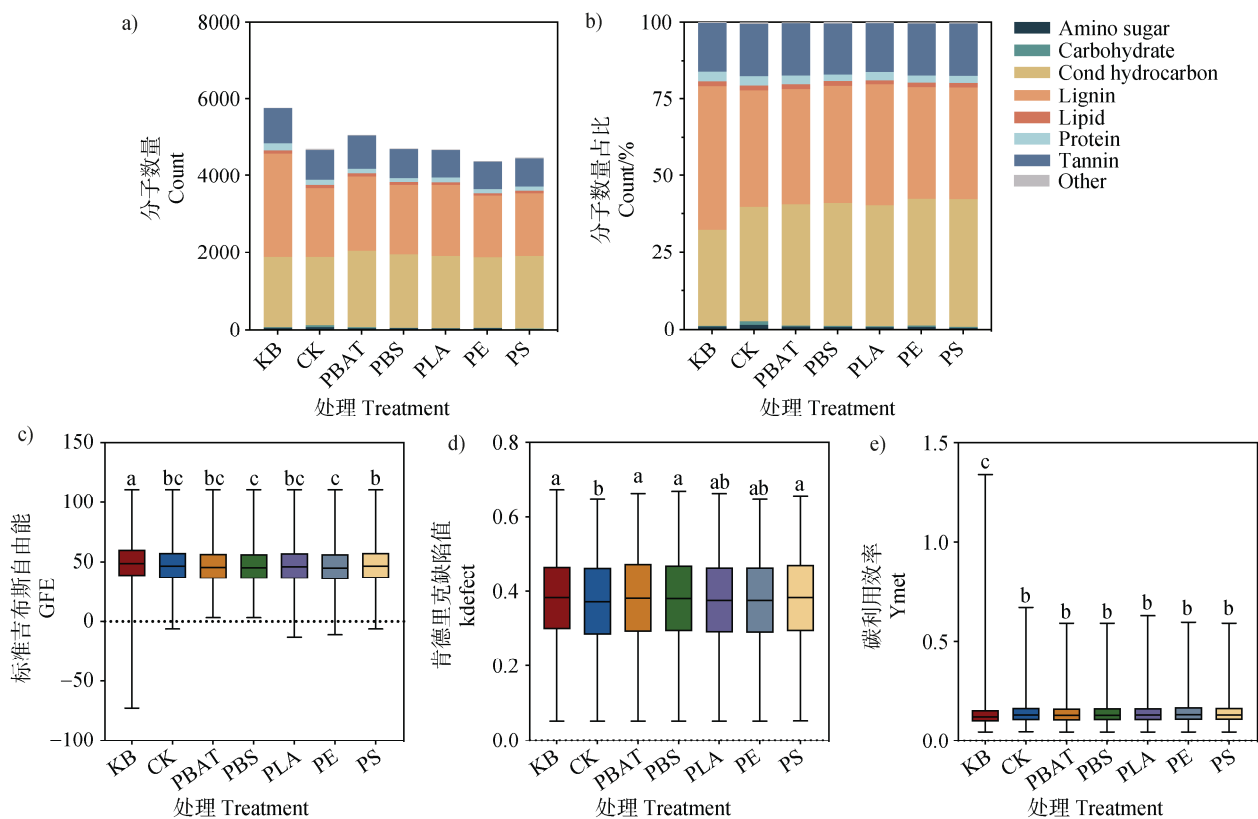 a)
8000
6000
4000
2000
0
分子数量
Count
KB
CK
PBAT
PBS
PLA
PE
PS
处理 Treatment
b)
100
75
50
25
0
分子数量占比
Count/%
KB
CK
PBAT
PBS
PLA
PE
PS
处理 Treatment
Amino sugar
Carbohydrate
Cond hydrocarbon
Lignin
Lipid
Protein
Tannin
Other
c)
150
100
50
0
−50
−100
标准吉布斯自由能
GFE
a
bc
bc
c
bc
c
b
KB
CK
PBAT
PBS
PLA
PE
PS
处理 Treatment
d)
0.8
0.6
0.4
0.2
0.0
肯德里克缺陷值
kdefect
a
b
a
a
ab
ab
a
KB
CK
PBAT
PBS
PLA
PE
PS
处理 Treatment
e)
1.5
1.0
0.5
0.0
碳利用效率
Ymet
c
b
b
b
b
b
b
KB
CK
PBAT
PBS
PLA
PE
PS
处理 Treatment